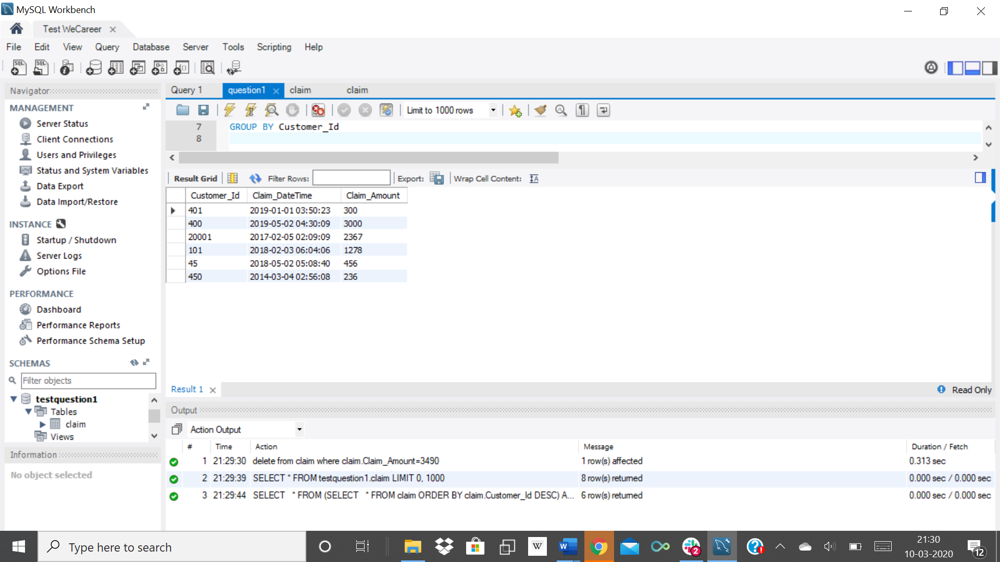 MySQL Workbench
Test WeCareer
File Edit View Query Database Server Tools Scripting Help
Navigator
MANAGEMENT
Server Status
Client Connections
Users and Privileges
Status and System Variables
Data Export
Data Import/Restore
INSTANCE
Startup / Shutdown
Server Logs
Options File
PERFORMANCE
Dashboard
Performance Reports
Performance Schema Setup
SCHEMAS
Filter objects
testquestion1
Tables
claim
Views
Information
No object selected
Query 1 question1 claim claim
Limit to 1000 rows
7 GROUP BY Customer_Id
8
Result Grid Filter Rows: Export: Wrap Cell Content:
Customer_Id Claim_DateTime Claim_Amount
401 2019-01-01 03:50:23 300
400 2019-05-02 04:30:09 3000
20001 2017-02-05 02:09:09 2367
101 2018-02-03 06:04:06 1278
45 2018-05-02 05:08:40 456
450 2014-03-04 02:56:08 236
Result 1 Read Only
Output
Action Output
# Time Action Message Duration / Fetch
1 21:29:30 delete from claim where claim.Claim_Amount=3490 1 row(s) affected 0.313 sec
2 21:29:39 SELECT * FROM testquestion1.claim LIMIT 0, 1000 8 row(s) returned 0.000 sec / 0.000 sec
3 21:29:44 SELECT * FROM (SELECT * FROM claim ORDER BY claim.Customer_Id DESC) A... 6 row(s) returned 0.000 sec / 0.000 sec
Type here to search
W
W
2
21:30
10-03-2020
12